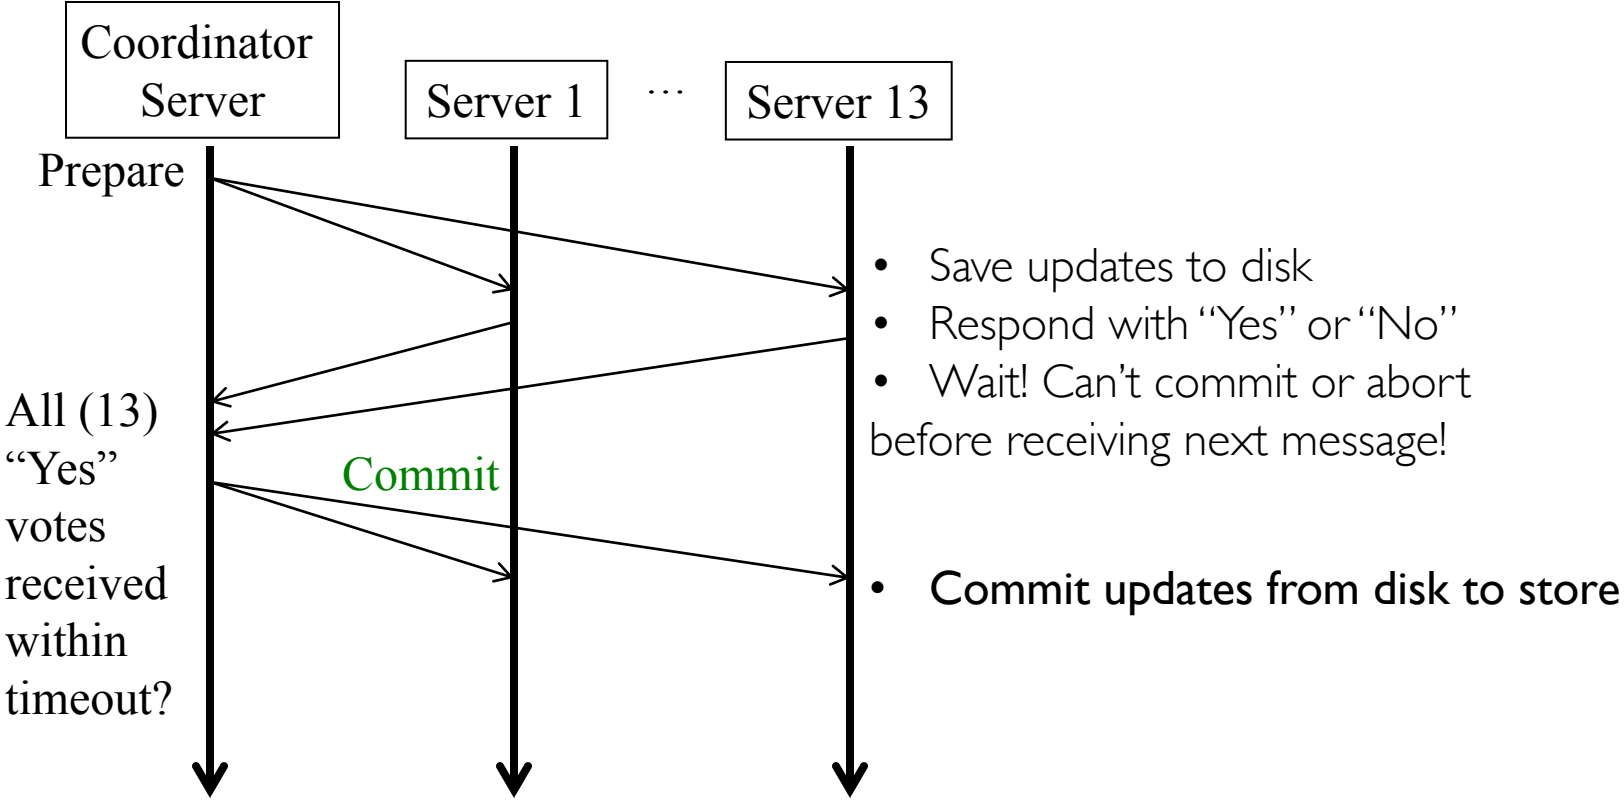 Coordinator
Server
Server 1
…
Server 13
Prepare
• Save updates to disk
• Respond with “Yes” or “No”
• Wait! Can’t commit or abort
before receiving next message!
All (13)
“Yes”
votes
received
within
timeout?
Commit
• Commit updates from disk to store